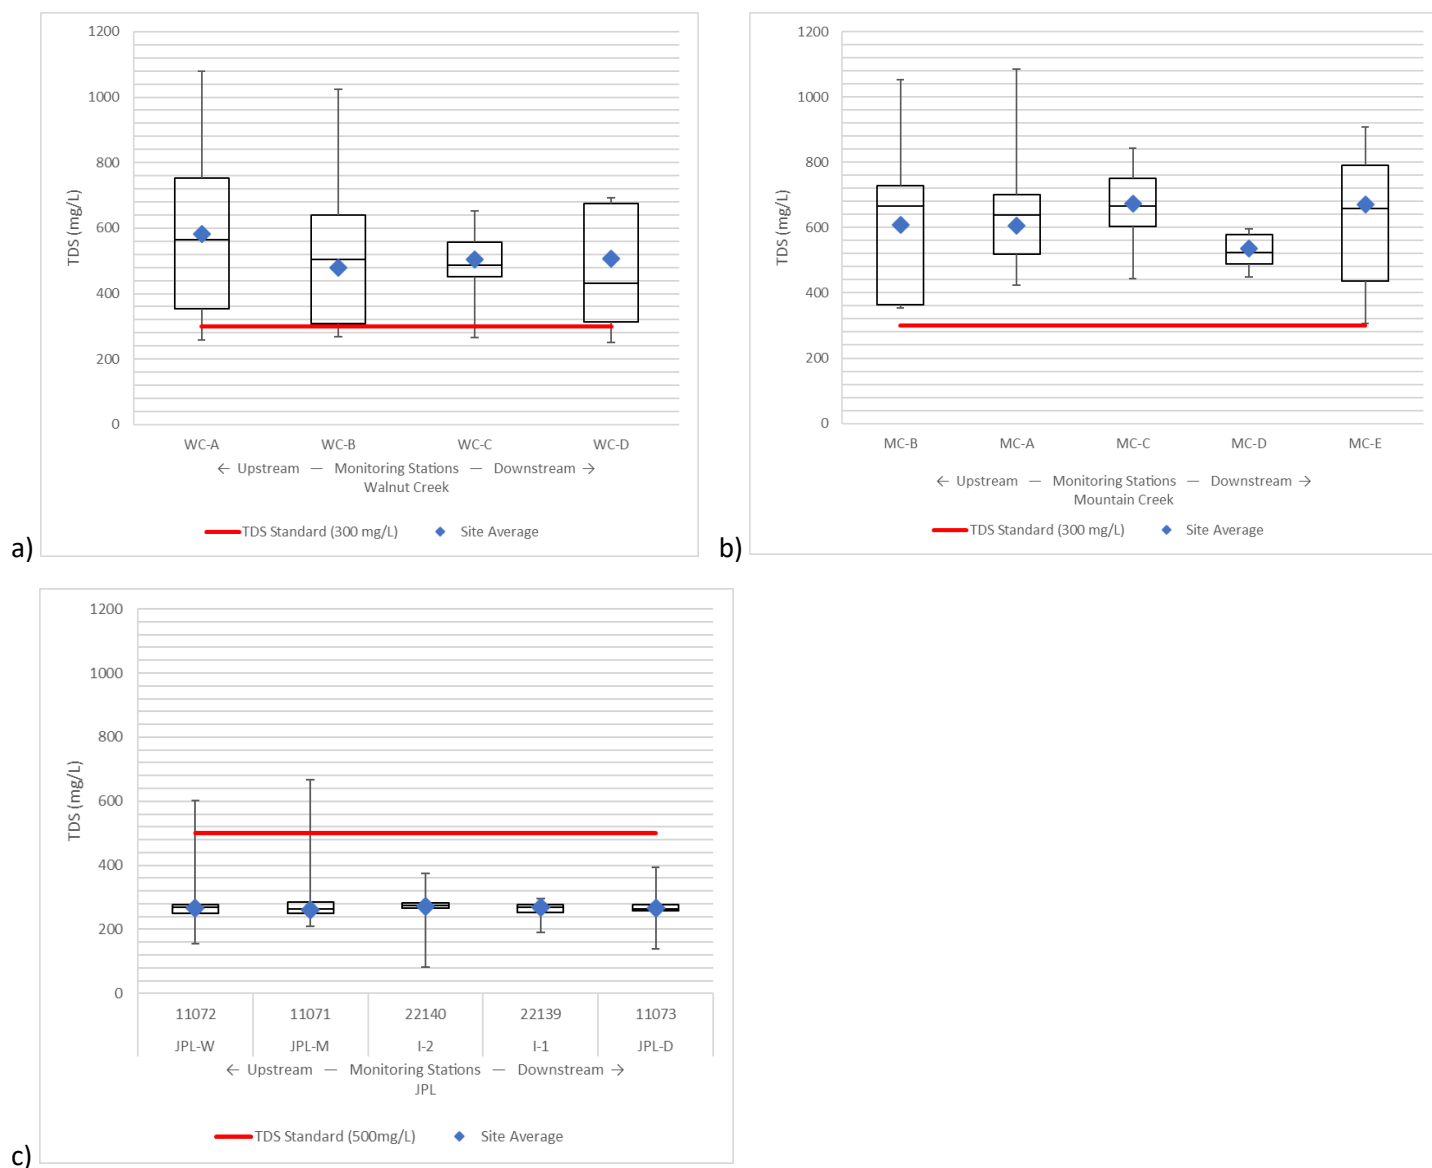 1200
1000
800
600
400
200
0
TDS (mg/L)
WC-A WC-B WC-C WC-D
← Upstream — Monitoring Stations — Downstream →
Walnut Creek
TDS Standard (300 mg/L) Site Average
a)
1200
1000
800
600
400
200
0
TDS (mg/L)
MC-B MC-A MC-C MC-D MC-E
← Upstream — Monitoring Stations — Downstream →
Mountain Creek
TDS Standard (300 mg/L) Site Average
b)
1200
1000
800
600
400
200
0
TDS (mg/L)
11072 11071 22140 22139 11073
JPL-W JPL-M I-2 I-1 JPL-D
← Upstream — Monitoring Stations — Downstream →
JPL
TDS Standard (500mg/L) Site Average
c)